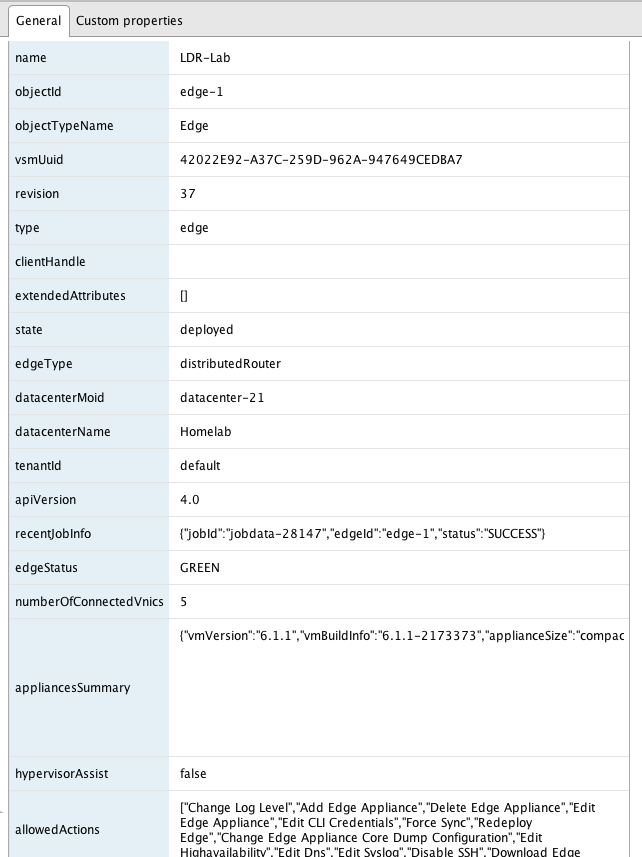 General Custom properties
name LDR-Lab
objectId edge-1
objectTypeName Edge
vsmUuid 42022E92-A37C-259D-962A-947649CEDBA7
revision 37
type edge
clientHandle
extendedAttributes []
state deployed
edgeType distributedRouter
datacenterMoid datacenter-21
datacenterName Homelab
tenantId default
apiVersion 4.0
recentJobInfo {"jobId":"jobdata-28147","edgeId":"edge-1","status":"SUCCESS"}
edgeStatus GREEN
numberOfConnectedVnics 5
{"vmVersion":"6.1.1","vmBuildInfo":"6.1.1-2173373","applianceSize":"compac
appliancesSummary
hypervisorAssist false
["Change Log Level","Add Edge Appliance","Delete Edge Appliance","Edit
Edge Appliance","Edit CLI Credentials","Force Sync","Redeploy
allowedActions Edge","Change Edge Appliance Core Dump Configuration","Edit
Highavailability","Edit Dns","Edit Syslog","Disable SSH","Download Edge